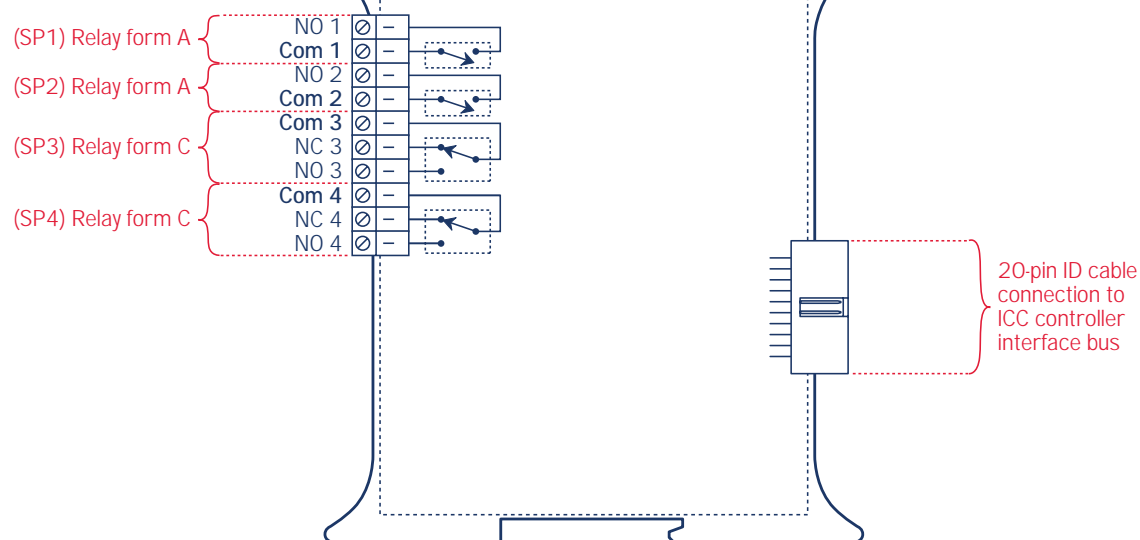 (SP1) Relay form A
NO 1
Com 1
(SP2) Relay form A
NO 2
Com 2
(SP3) Relay form C
Com 3
NC 3
NO 3
(SP4) Relay form C
Com 4
NC 4
NO 4
20-pin ID cable
connection to
ICC controller
interface bus